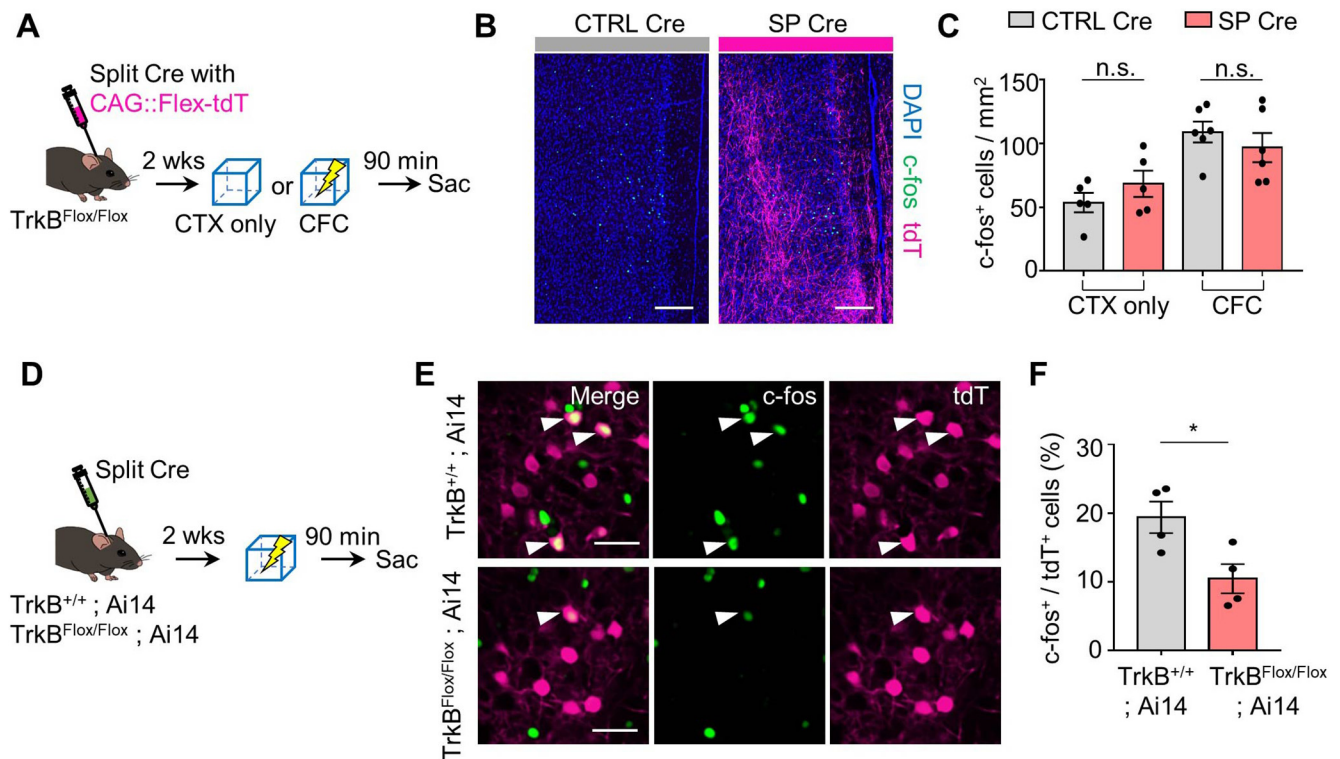 A
Split Cre with
CAG::Flex-tdT
2 wks
or
90 min
Sac
TrkB^Flox/Flox
CTX only
CFC
B
CTRL Cre
SP Cre
DAPI c-fos tdT
C
CTRL Cre
SP Cre
n.s.
n.s.
c-fos⁺ cells / mm²
150
100
50
0
CTX only
CFC
D
Split Cre
2 wks
90 min
Sac
TrkB^+/+ ; Ai14
TrkB^Flox/Flox ; Ai14
E
Merge
c-fos
tdT
TrkB^+/+ ; Ai14
TrkB^Flox/Flox ; Ai14
F
*
c-fos⁺ / tdT⁺ cells (%)
30
20
10
0
TrkB^+/+
; Ai14
TrkB^Flox/Flox
; Ai14